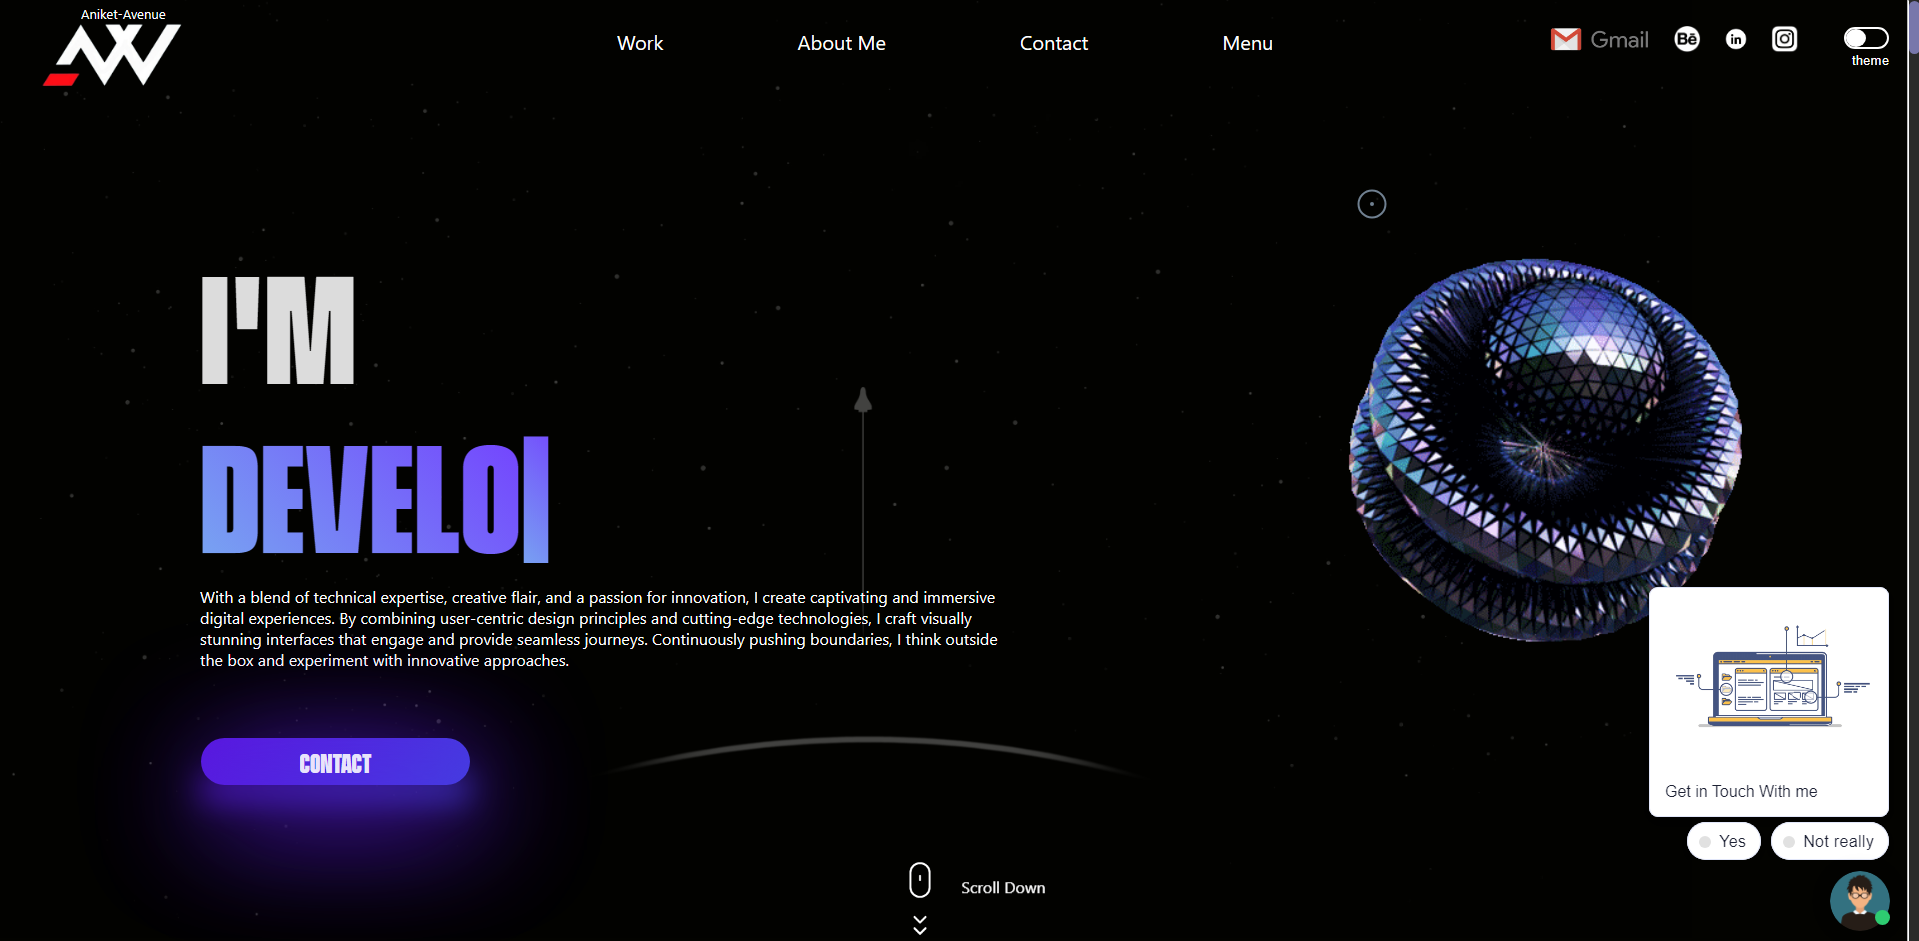 Aniket-Avenue
AW
Work
About Me
Contact
Menu
Gmail
Bē
in
theme
I'M
DEVELO
With a blend of technical expertise, creative flair, and a passion for innovation, I create captivating and immersive
digital experiences. By combining user-centric design principles and cutting-edge technologies, I craft visually
stunning interfaces that engage and provide seamless journeys. Continuously pushing boundaries, I think outside
the box and experiment with innovative approaches.
CONTACT
Get in Touch With me
Yes
Not really
Scroll Down